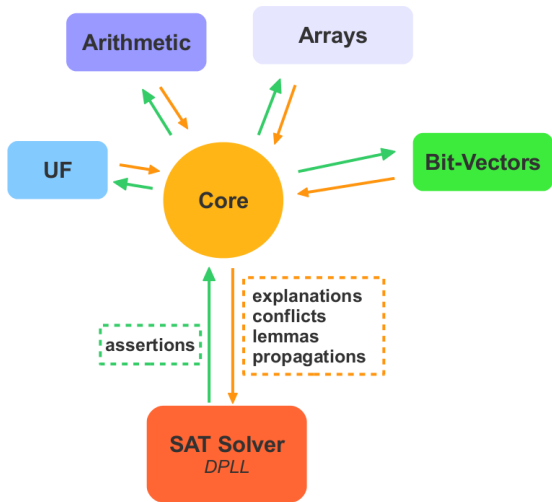 Arithmetic
Arrays
UF
Core
Bit-Vectors
assertions
explanations
conflicts
lemmas
propagations
SAT Solver
DPLL